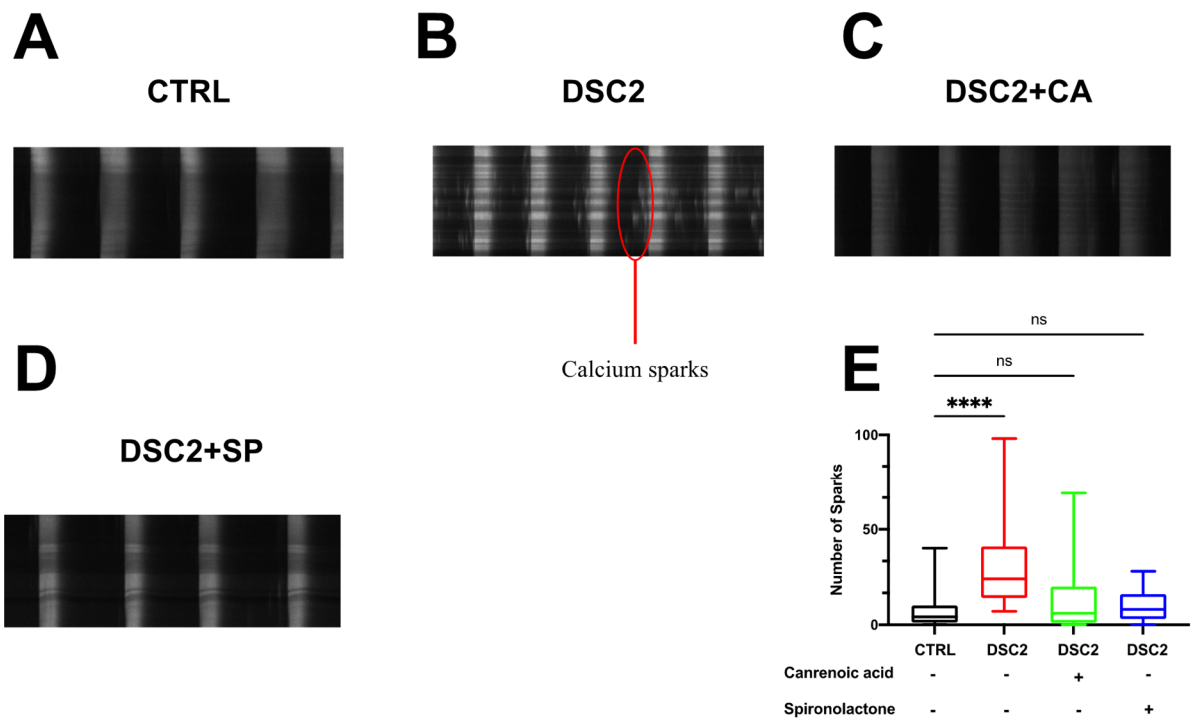 A
B
C
CTRL
DSC2
DSC2+CA
Calcium sparks
D
DSC2+SP
E
ns
ns
****
Number of Sparks
100
50
0
CTRL DSC2 DSC2 DSC2
Canrenoic acid - - + -
Spironolactone - - - +